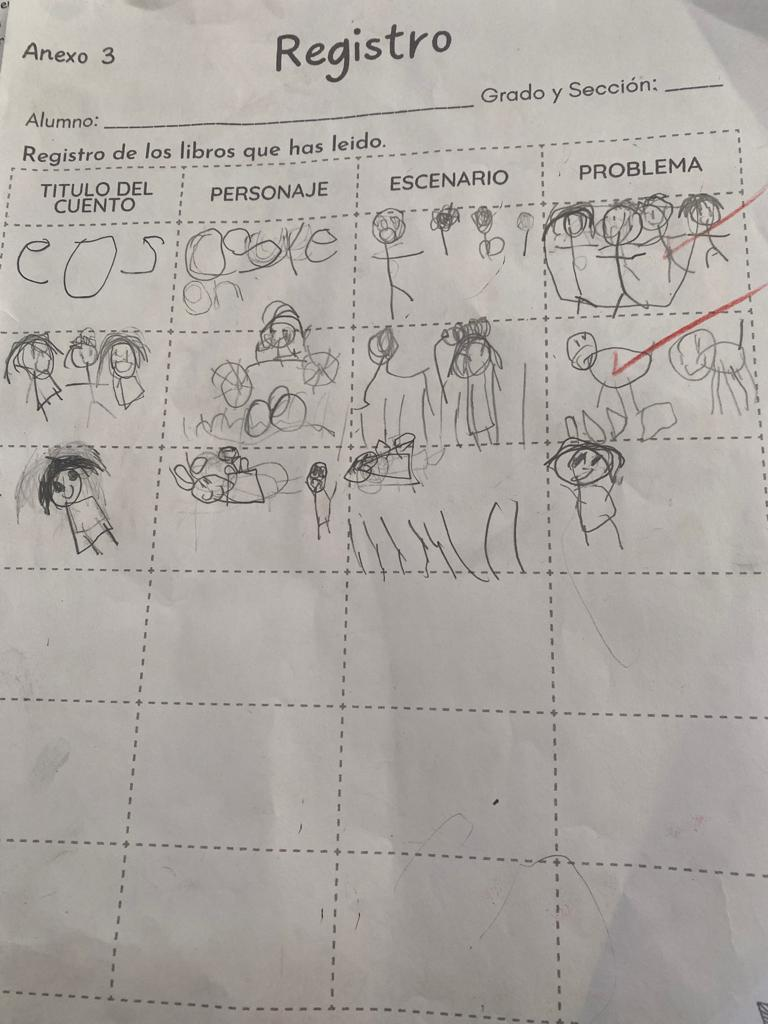 Anexo 3
Registro
Alumno: Grado y Sección:
Registro de los libros que has leido.
TITULO DEL CUENTO
PERSONAJE
ESCENARIO
PROBLEMA
eOS